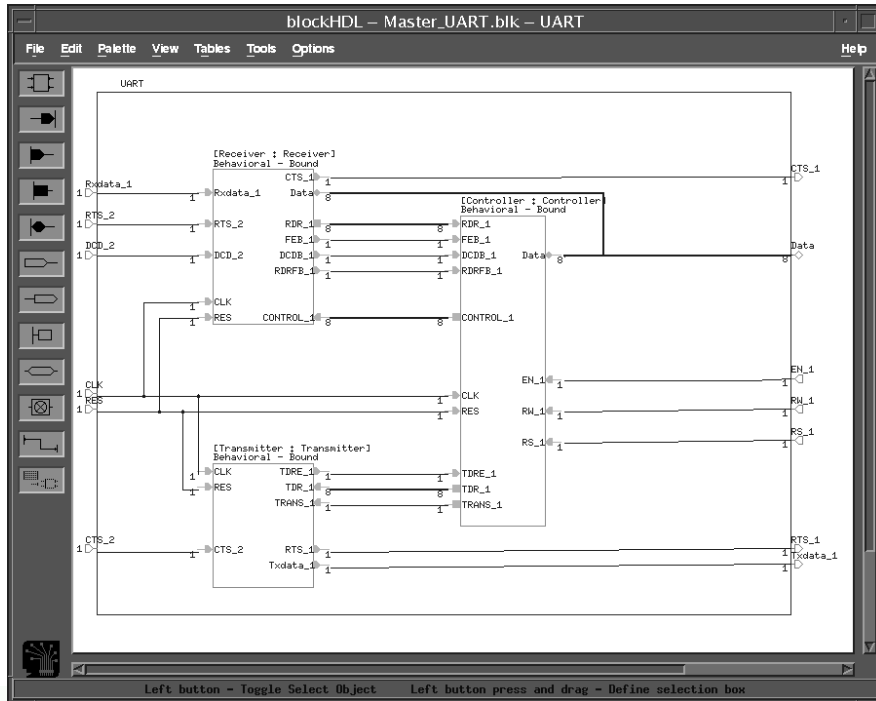 blockHDL – Master_UART.blk – UART
File Edit Palette View Tables Tools Options Help
UART
[Receiver : Receiver]
Behavioral - Bound
CTS_1 1 1 CTS_1
1 Rxdata_1 1 Rxdata_1 Data 8
[Controller : Controller]
Behavioral - Bound
1 RTS_2 1 RTS_2 RDR_1 8 8 RDR_1
FEB_1 1 1 FEB_1
1 DCD_2 1 DCD_2 DCDB_1 1 1 DCDB_1 Data 8 8 Data
RDRFB_1 1 1 RDRFB_1
1 CLK
1 RES CONTROL_1 8 8 CONTROL_1
EN_1 1 1 EN_1
1 CLK 1 CLK
1 RES 1 RES RW_1 1 1 RW_1
RS_1 1 1 RS_1
[Transmitter : Transmitter]
Behavioral - Bound
1 CLK TDRE_1 1 1 TDRE_1
1 RES TDR_1 8 8 TDR_1
TRANS_1 1 1 TRANS_1
1 CTS_2 1 CTS_2 RTS_1 1 1 RTS_1
Txdata_1 1 1 Txdata_1
Left button - Toggle Select Object Left button press and drag - Define selection box